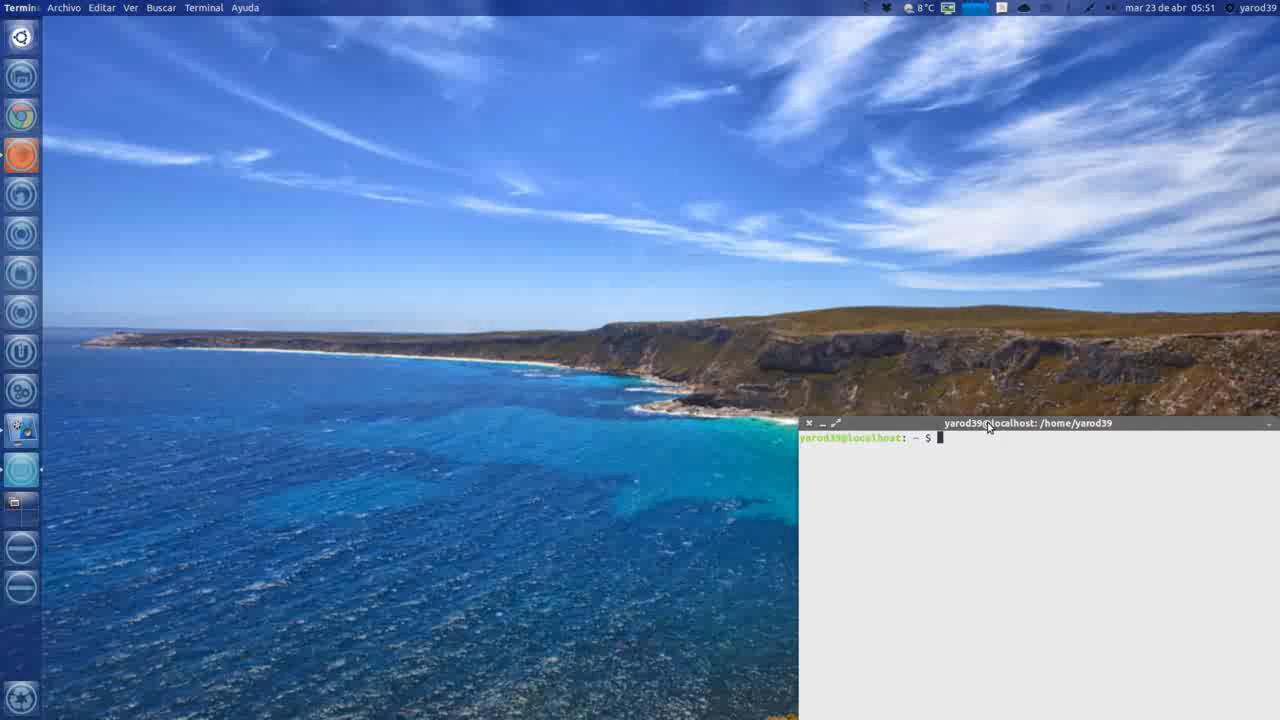 Termin Archivo Editar Ver Buscar Terminal Ayuda 8°C mar 23 de abr 05:51 yarod39
yarod39@localhost: /home/yarod39
yarod39@localhost: ~ $